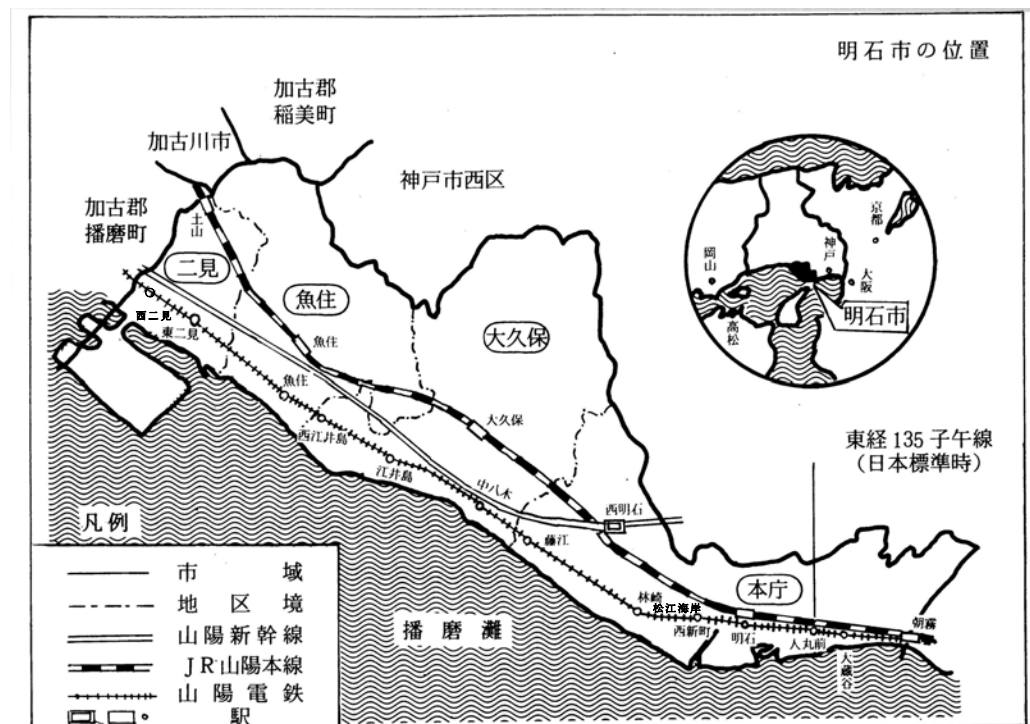 明石市の位置
加古郡
稲美町
加古川市
神戸市西区
加古郡
播磨町
土山
二見
魚住
大久保
西二見
東二見
魚住
魚住
西江井島
江井島
中八木
大久保
西明石
藤江
林崎
松江海岸
西新町
明石
人丸前
大蔵谷
朝霧
本庁
播磨灘
京都
神戸
岡山
大阪
高松
明石市
東経135子午線
(日本標準時)
凡例
市域
地区境
山陽新幹線
JR山陽本線
山陽電鉄
駅